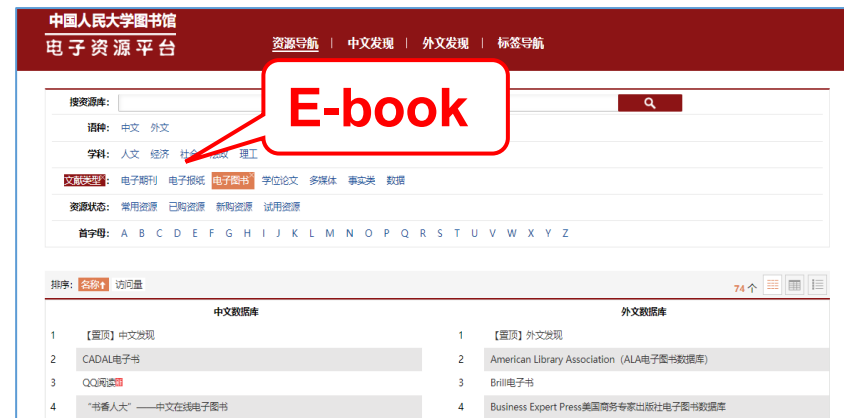 中国人民大学图书馆
电子资源平台
资源导航 | 中文发现 | 外文发现 | 标签导航
E-book
搜资源库:
语种: 中文 外文
学科: 人文 经济 社会 法政 理工
文献类型: 电子期刊 电子报纸 电子图书 学位论文 多媒体 事实类 数据
资源状态: 常用资源 已购资源 新购资源 试用资源
首字母: A B C D E F G H I J K L M N O P Q R S T U V W X Y Z
排序: 名称↑ 访问量
74 个
中文数据库
1 【置顶】中文发现
2 CADAL电子书
3 QQ阅读
4 “书香人大”——中文在线电子图书
外文数据库
1 【置顶】外文发现
2 American Library Association（ALA电子图书数据库）
3 Brill电子书
4 Business Expert Press美国商务专家出版社电子图书数据库